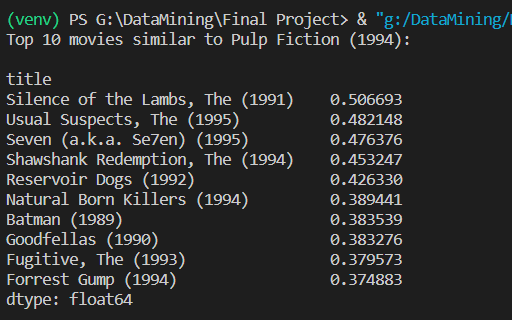 (venv) PS G:\DataMining\Final Project> & "g:/DataMining/
Top 10 movies similar to Pulp Fiction (1994):
title
Silence of the Lambs, The (1991) 0.506693
Usual Suspects, The (1995) 0.482148
Seven (a.k.a. Se7en) (1995) 0.476376
Shawshank Redemption, The (1994) 0.453247
Reservoir Dogs (1992) 0.426330
Natural Born Killers (1994) 0.389441
Batman (1989) 0.383539
Goodfellas (1990) 0.383276
Fugitive, The (1993) 0.379573
Forrest Gump (1994) 0.374883
dtype: float64